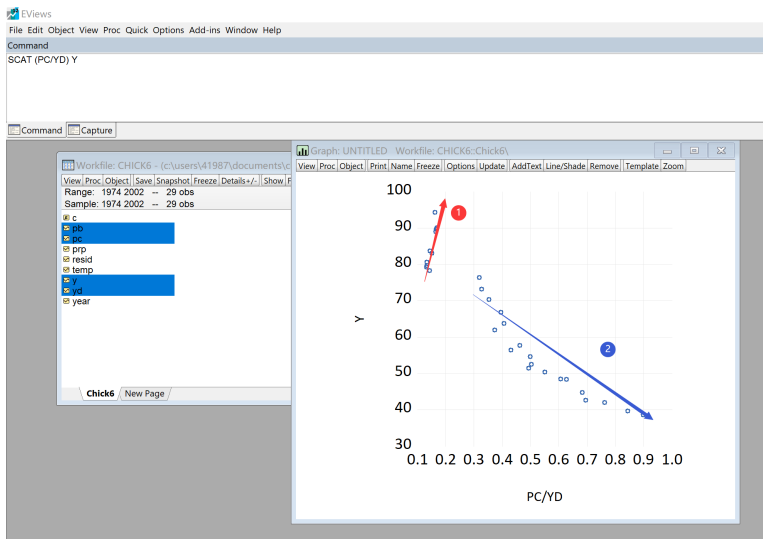 EViews
File Edit Object View Proc Quick Options Add-ins Window Help
Command
SCAT (PC/YD) Y
Command Capture
Workfile: CHICK6 - (c:\users\41987\documents\c
View Proc Object Save Snapshot Freeze Details+/- Show F
Range: 1974 2002 -- 29 obs
Sample: 1974 2002 -- 29 obs
c
pb
pc
prp
resid
temp
y
yd
year
Chick6 New Page
Graph: UNTITLED Workfile: CHICK6::Chick6\
View Proc Object Print Name Freeze Options Update AddText Line/Shade Remove Template Zoom
100
90
80
70
60
50
40
30
Y
1
2
0.1 0.2 0.3 0.4 0.5 0.6 0.7 0.8 0.9 1.0
PC/YD